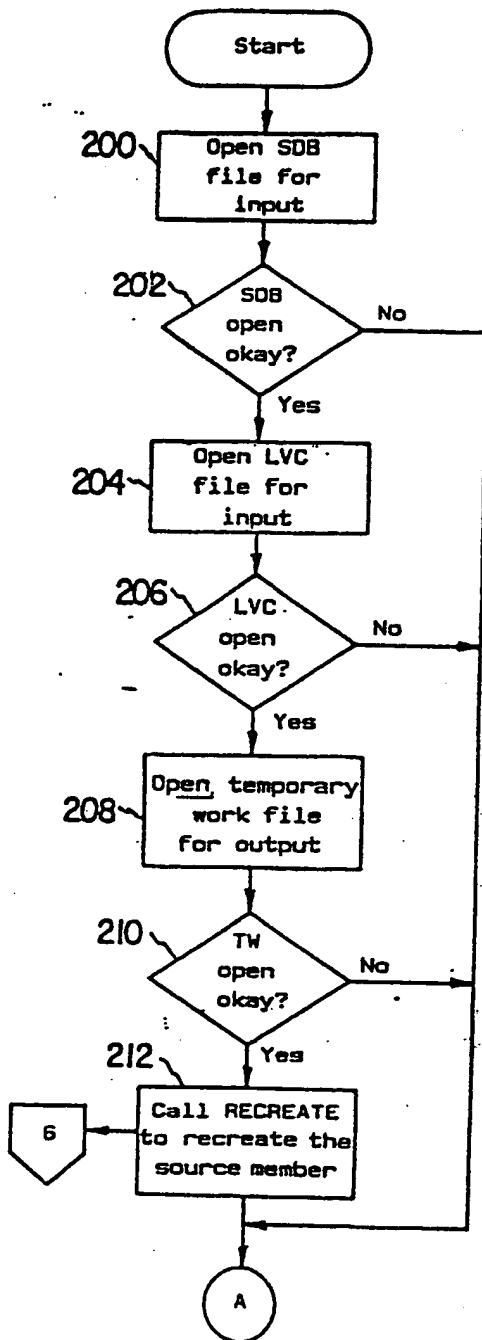 Start
200
Open SDB
file for
input
202
SDB
open
okay?
No
Yes
204
Open LVC
file for
input
206
LVC
open
okay?
No
Yes
208
Open temporary
work file
for output
210
TW
open
okay?
No
Yes
212
Call RECREATE
to recreate the
source member
6
A